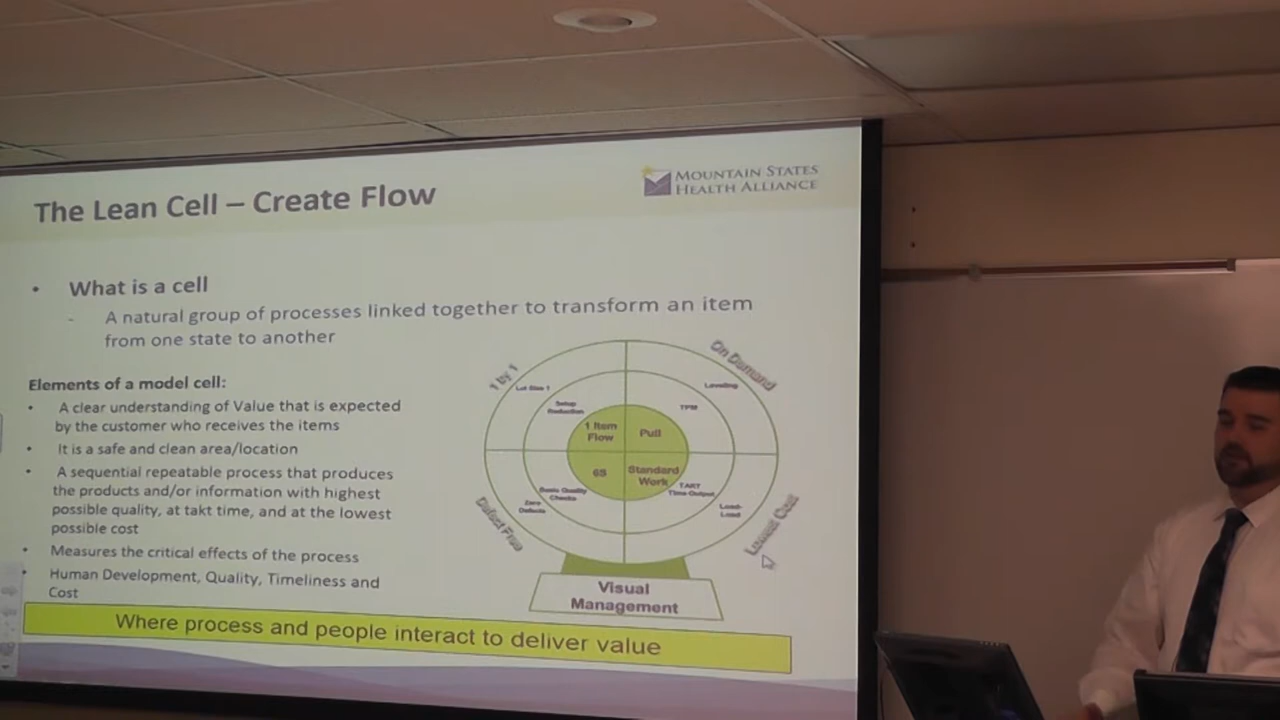 The Lean Cell – Create Flow
MOUNTAIN STATES
HEALTH ALLIANCE
• What is a cell
- A natural group of processes linked together to transform an item
from one state to another
Elements of a model cell:
• A clear understanding of Value that is expected
by the customer who receives the items
• It is a safe and clean area/location
• A sequential repeatable process that produces
the products and/or information with highest
possible quality, at takt time, and at the lowest
possible cost
• Measures the critical effects of the process
• Human Development, Quality, Timeliness and
Cost
1 by 1
On Demand
Lot Size 1
Leveling
Setup
Reduction
TPM
1 Item
Flow
Pull
6S
Standard
Work
Basic Quality
Checks
TAKT
Time Output
Zero
Defects
Load-
Load
Defect Free
Lowest Cost
Visual
Management
Where process and people interact to deliver value